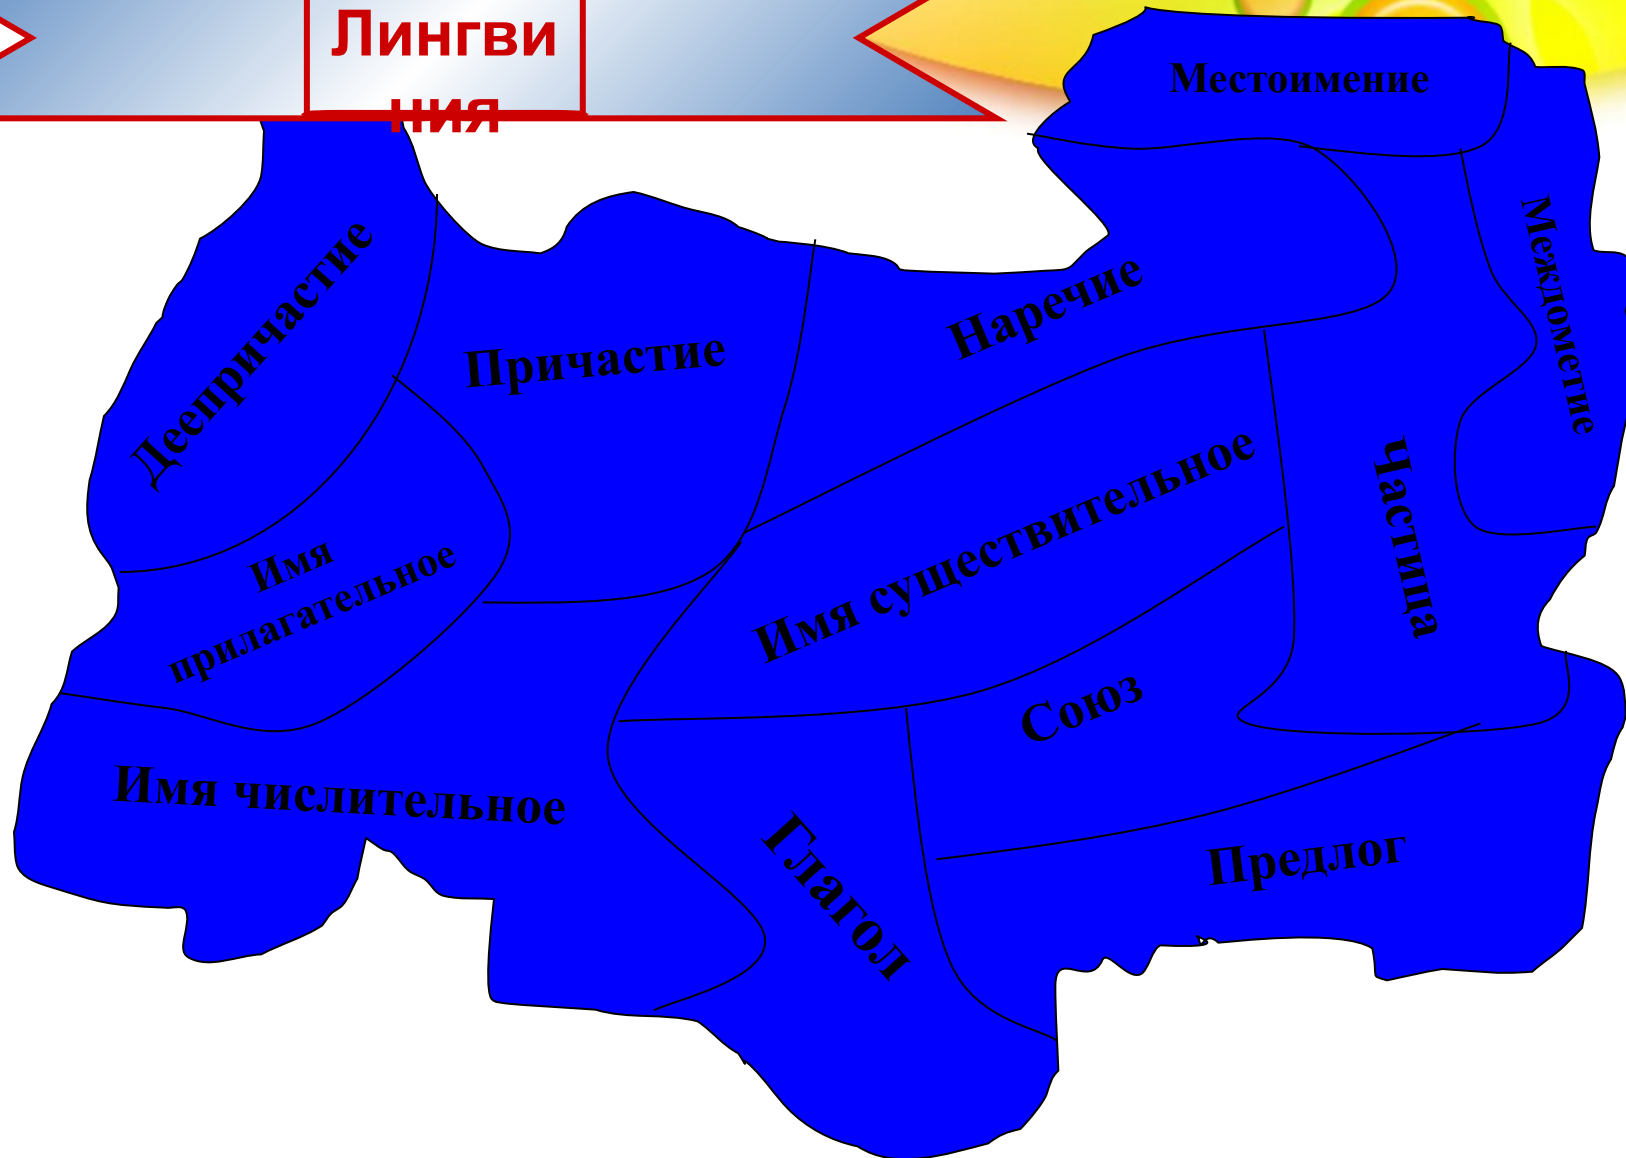 Лингви
ния
Местоимение
Междометие
Деепричастие
Причастие
Наречие
Имя существительное
Частица
Имя
прилагательное
Союз
Имя числительное
Глагол
Предлог